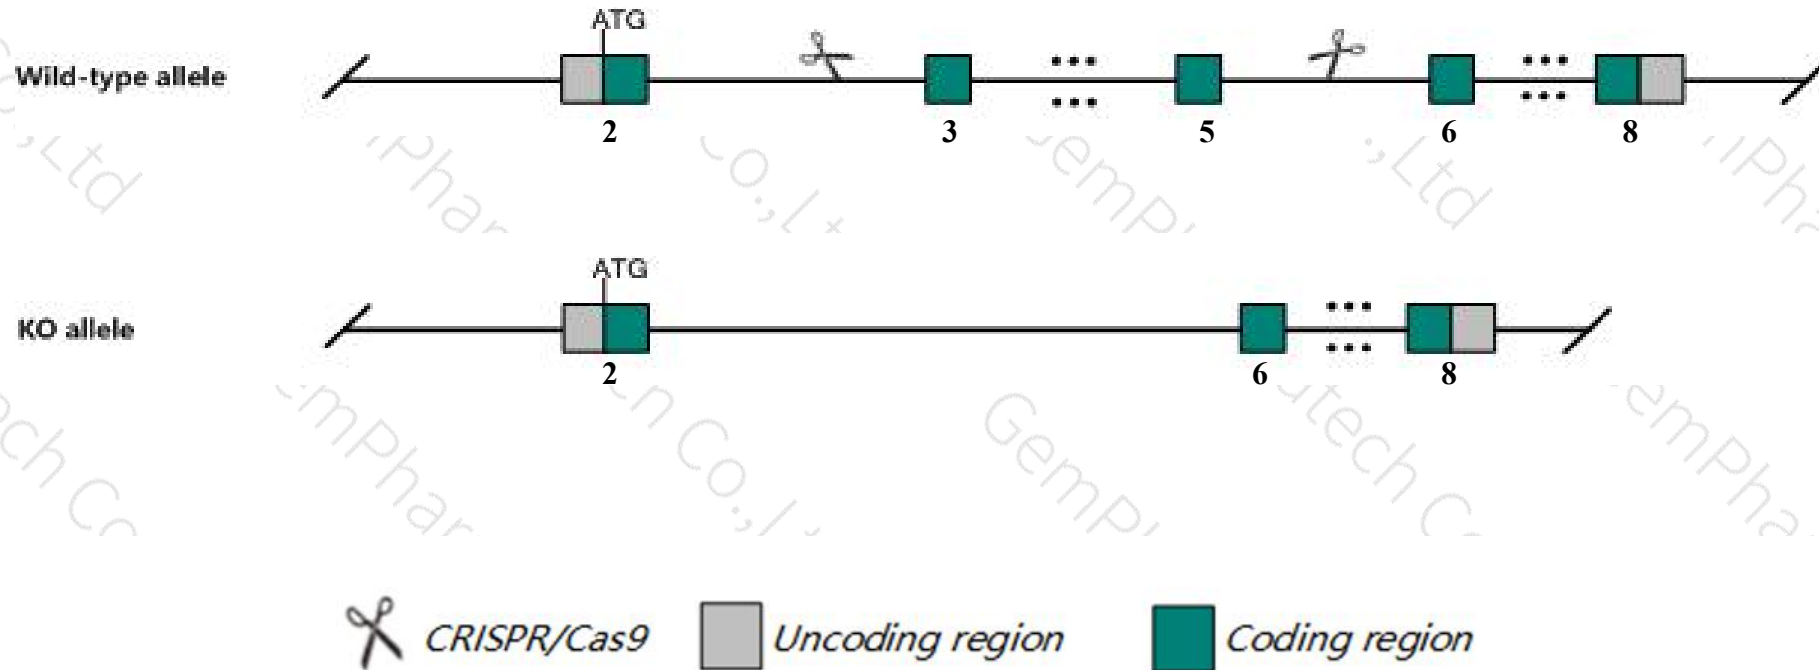 ATG
Wild-type allele
2 3 5 6 8
ATG
KO allele
2 6 8
CRISPR/Cas9 Uncoding region Coding region